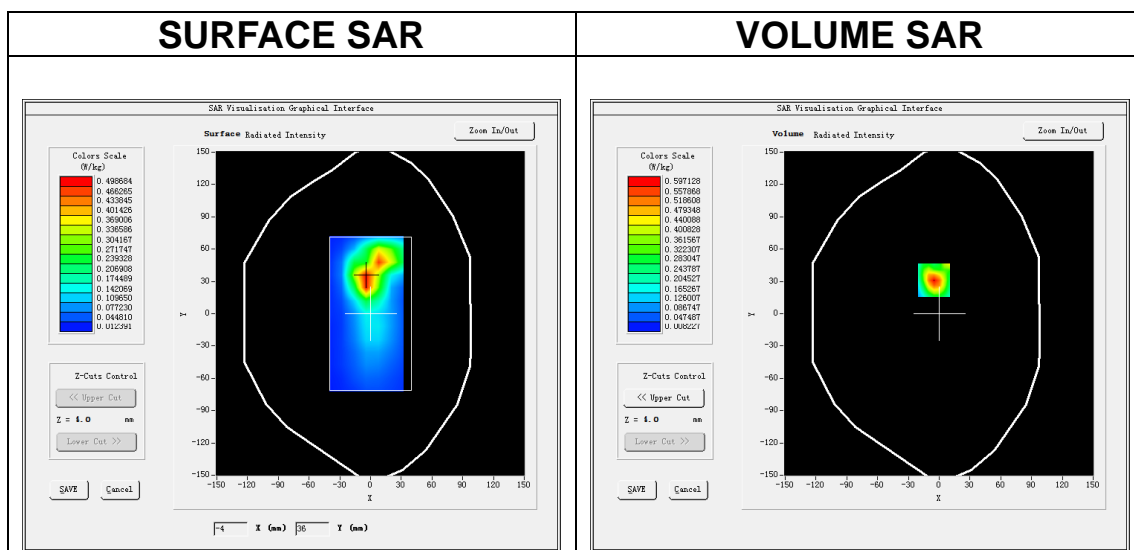 SURFACE SAR
VOLUME SAR
SAR Visualisation Graphical Interface
Surface Radiated Intensity
Zoom In/Out
Colors Scale
(W/kg)
0.498684
0.466265
0.433845
0.401426
0.369006
0.336586
0.304167
0.271747
0.239328
0.206908
0.174489
0.142069
0.109650
0.077230
0.044810
0.012391
150
120
90
60
30
0
-30
-60
-90
-120
-150
Y
-150 -120 -90 -60 -30 0 30 60 90 120 150
X
Z-Cuts Control
<< Upper Cut
Z = 4.0 mm
Lower Cut >>
SAVE Cancel
-4 X (mm) 36 Y (mm)
SAR Visualisation Graphical Interface
Volume Radiated Intensity
Zoom In/Out
Colors Scale
(W/kg)
0.597128
0.557868
0.518608
0.479348
0.440088
0.400828
0.361567
0.322307
0.283047
0.243787
0.204527
0.165267
0.126007
0.086747
0.047487
0.008227
150
120
90
60
30
0
-30
-60
-90
-120
-150
Y
-150 -120 -90 -60 -30 0 30 60 90 120 150
X
Z-Cuts Control
<< Upper Cut
Z = 4.0 mm
Lower Cut >>
SAVE Cancel